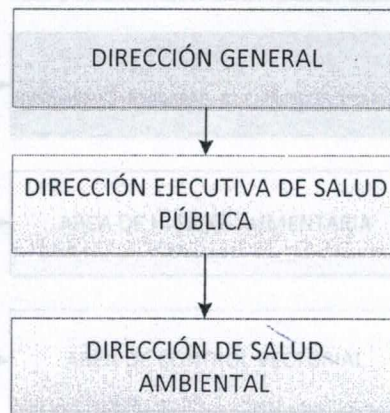 DIRECCIÓN GENERAL
DIRECCIÓN EJECUTIVA DE SALUD
PÚBLICA
DIRECCIÓN DE SALUD
AMBIENTAL